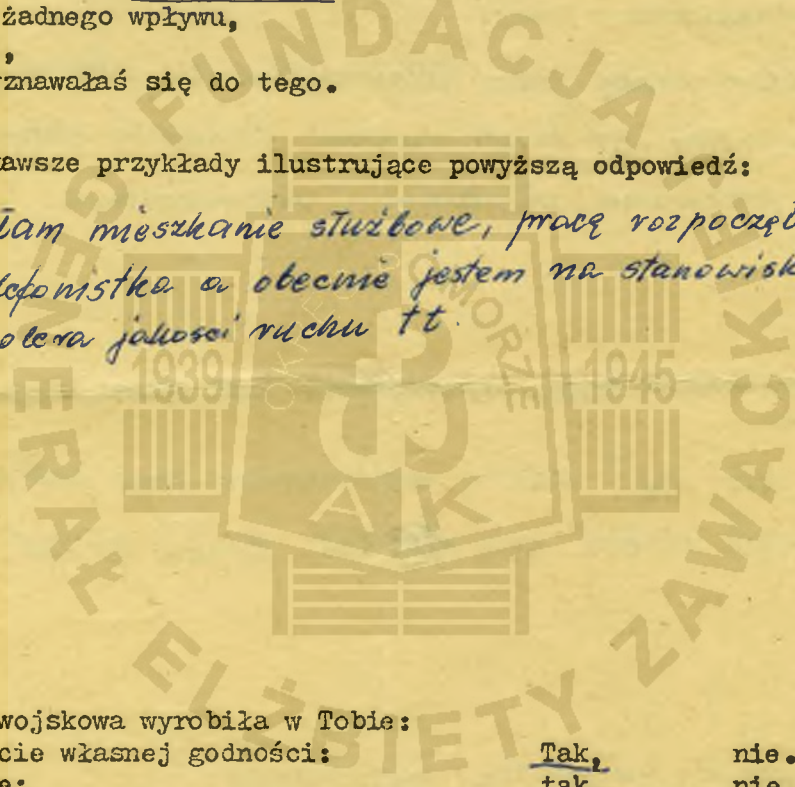 żadnego wpływu,
,
znawałaś się do tego.
awsze przykłady ilustrujące powyższą odpowiedź:
łam mieszkanie służbowe, pracę rozpoczęł
a obecnie jestem na stanowisk
jakości ruchu tt.
wojskowa wyrobiła w Tobie:
cie własnej godności: Tak, nie.
tak nie
FUNDACJA GENERAŁ ELŻBIETY ZAWACKIEJ
POMORZE
1939 1945
AK